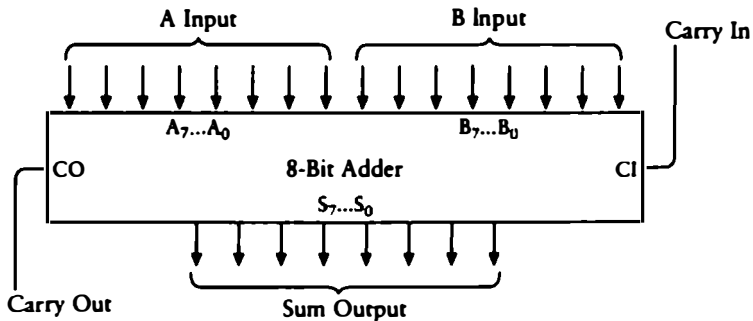 A Input
B Input
Carry In
A₇...A₀
B₇...B₀
CO
8-Bit Adder
CI
S₇...S₀
Carry Out
Sum Output